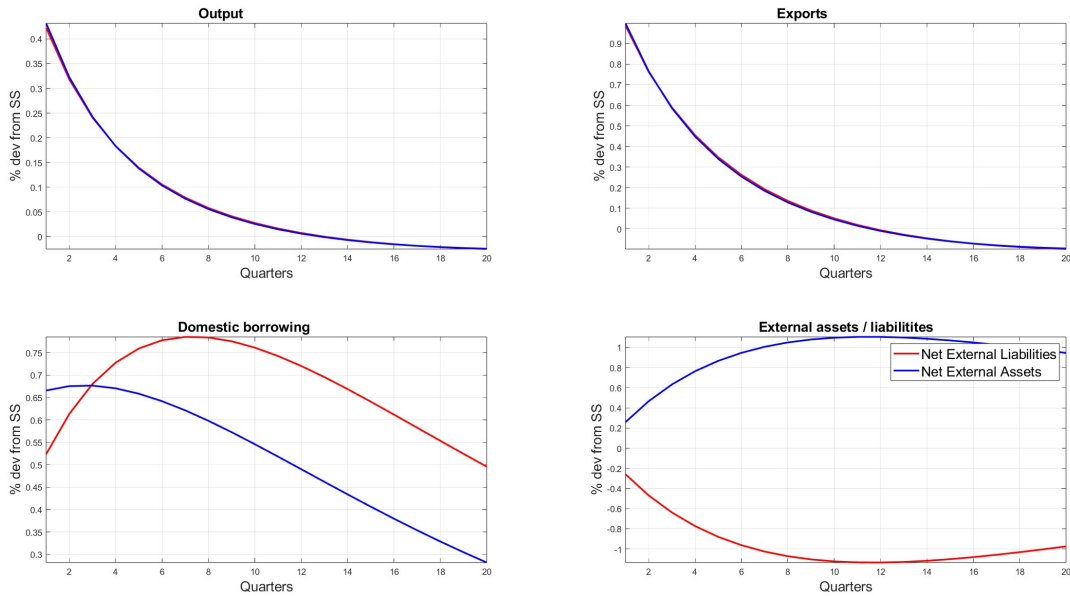 Output
% dev from SS
0.4
0.35
0.3
0.25
0.2
0.15
0.1
0.05
0
2 4 6 8 10 12 14 16 18 20
Quarters
Exports
% dev from SS
0.9
0.8
0.7
0.6
0.5
0.4
0.3
0.2
0.1
0
2 4 6 8 10 12 14 16 18 20
Quarters
Domestic borrowing
% dev from SS
0.75
0.7
0.65
0.6
0.55
0.5
0.45
0.4
0.35
0.3
2 4 6 8 10 12 14 16 18 20
Quarters
External assets / liabilitites
% dev from SS
1
0.8
0.6
0.4
0.2
0
-0.2
-0.4
-0.6
-0.8
-1
2 4 6 8 10 12 14 16 18 20
Quarters
Net External Liabilities
Net External Assets